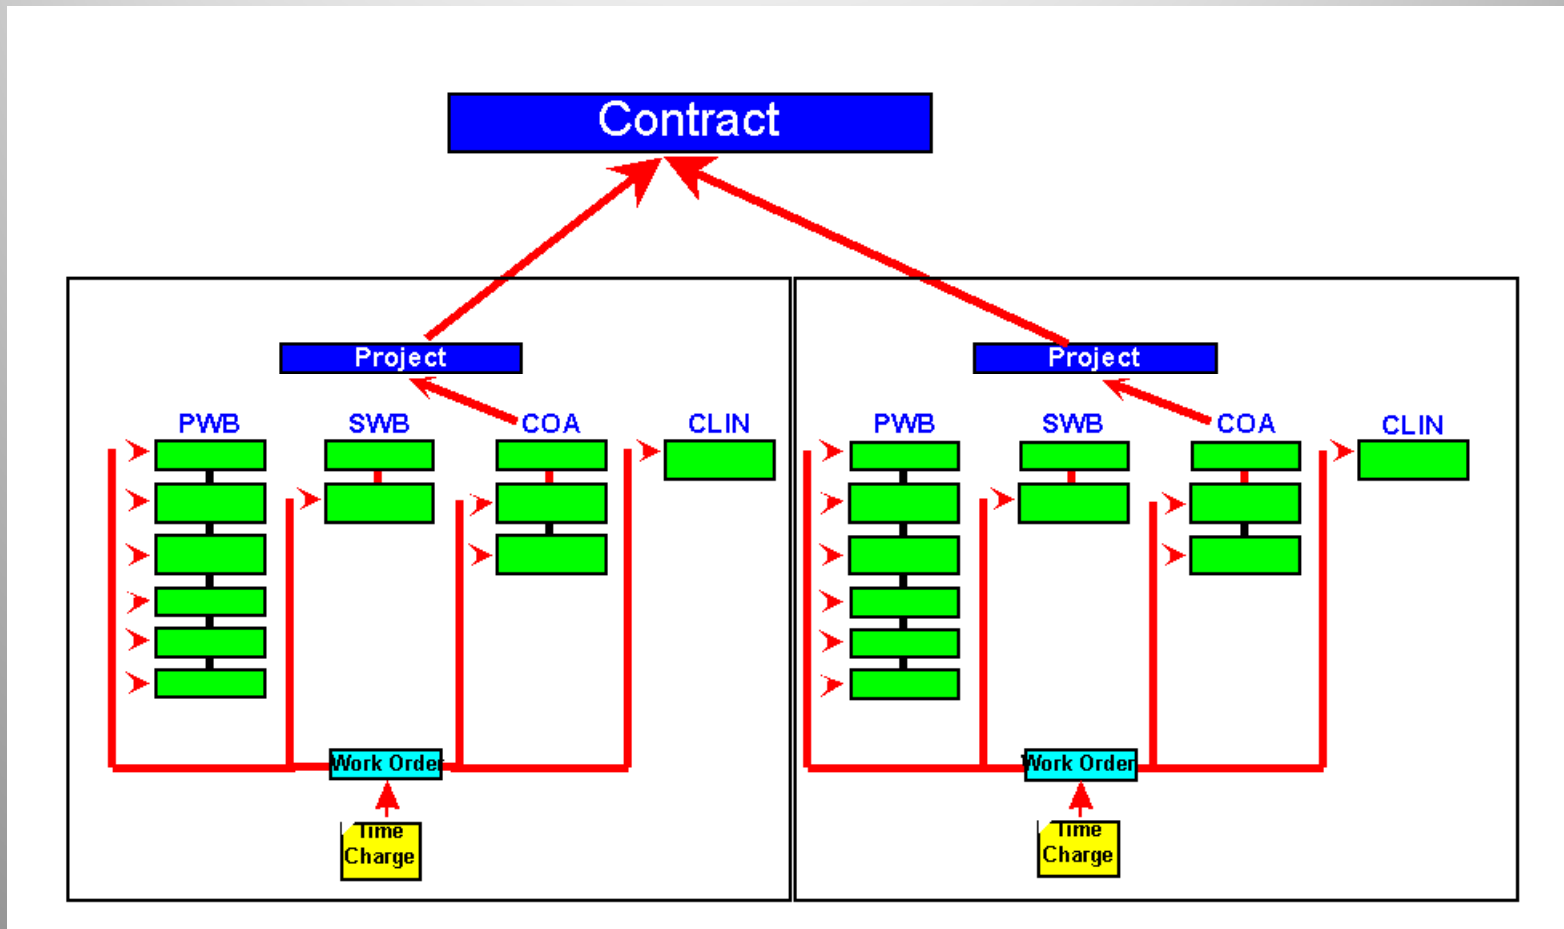 Contract
Project
Project
PWB SWB COA CLIN
PWB SWB COA CLIN
Work Order
Work Order
Time
Charge
Time
Charge